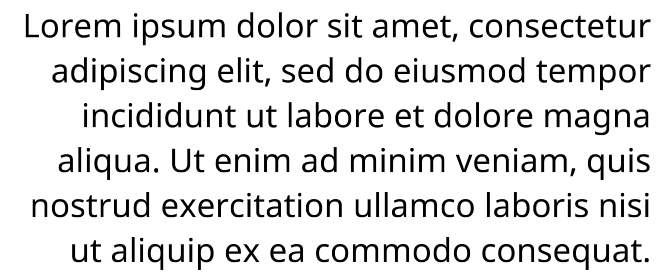 Lorem ipsum dolor sit amet, consectetur
adipiscing elit, sed do eiusmod tempor
incididunt ut labore et dolore magna
aliqua. Ut enim ad minim veniam, quis
nostrud exercitation ullamco laboris nisi
ut aliquip ex ea commodo consequat.